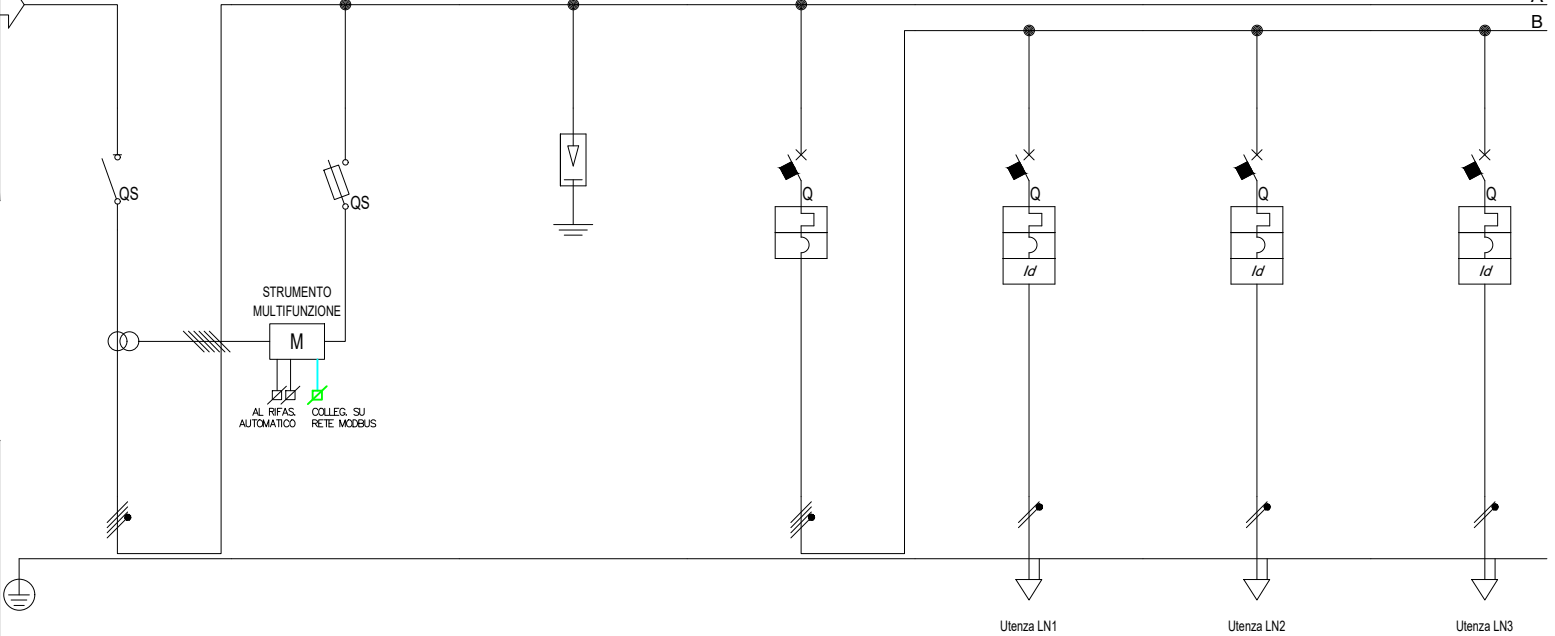 A
B
QS
QS
Q
Q
Q
Q
Id
Id
Id
STRUMENTO
MULTIFUNZIONE
M
AL RIFAS.
AUTOMATICO
COLLEG. SU
RETE MODBUS
Utenza LN1
Utenza LN2
Utenza LN3